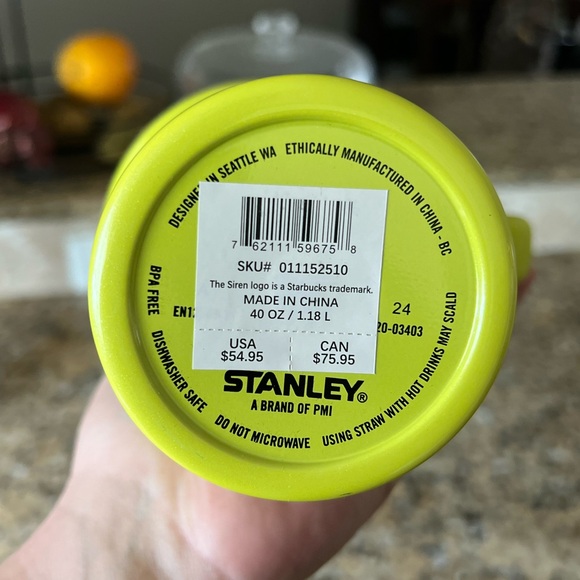 DESIGNED IN SEATTLE WA
ETHICALLY MANUFACTURED IN CHINA - BC
7 62111 59675 8
SKU# 011152510
The Siren logo is a Starbucks trademark.
MADE IN CHINA
40 OZ / 1.18 L
USA
$54.95
CAN
$75.95
24
20-03403
BPA FREE
DISHWASHER SAFE
DO NOT MICROWAVE
USING STRAW WITH HOT DRINKS MAY SCALD
STANLEY®
A BRAND OF PMI